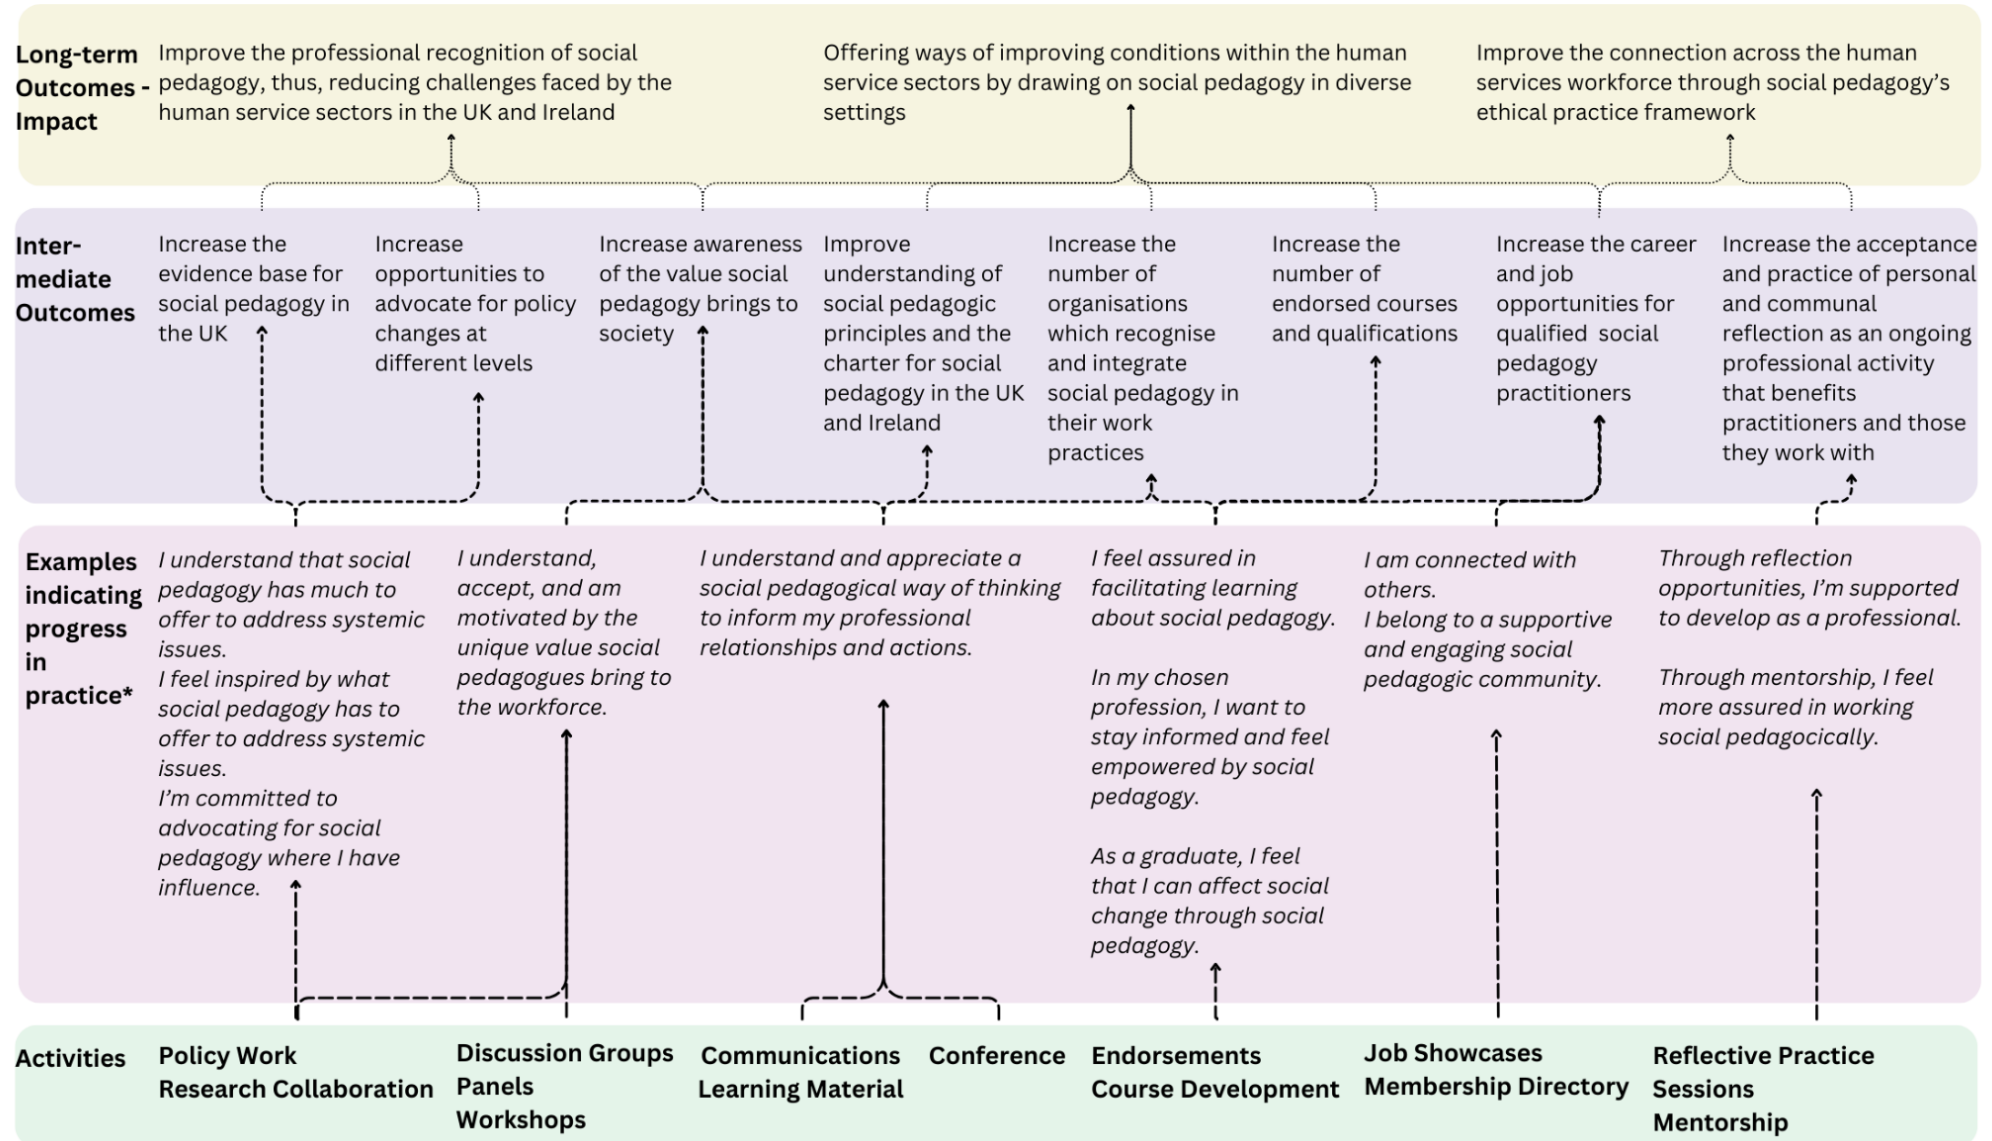 Long-term
Outcomes -
Impact
Improve the professional recognition of social
pedagogy, thus, reducing challenges faced by the
human service sectors in the UK and Ireland
Offering ways of improving conditions within the human
service sectors by drawing on social pedagogy in diverse
settings
Improve the connection across the human
services workforce through social pedagogy’s
ethical practice framework
Inter-
mediate
Outcomes
Increase the
evidence base for
social pedagogy in
the UK
Increase
opportunities to
advocate for policy
changes at
different levels
Increase awareness
of the value social
pedagogy brings to
society
Improve
understanding of
social pedagogic
principles and the
charter for social
pedagogy in the UK
and Ireland
Increase the
number of
organisations
which recognise
and integrate
social pedagogy in
their work
practices
Increase the
number of
endorsed courses
and qualifications
Increase the career
and job
opportunities for
qualified  social
pedagogy
practitioners
Increase the acceptance
and practice of personal
and communal
reflection as an ongoing
professional activity
that benefits
practitioners and those
they work with
Examples
indicating
progress
in
practice*
I understand that social
pedagogy has much to
offer to address systemic
issues.
I feel inspired by what
social pedagogy has to
offer to address systemic
issues.
I’m committed to
advocating for social
pedagogy where I have
influence.
I understand,
accept, and am
motivated by the
unique value social
pedagogues bring to
the workforce.
I understand and appreciate a
social pedagogical way of thinking
to inform my professional
relationships and actions.
I feel assured in
facilitating learning
about social pedagogy.
In my chosen
profession, I want to
stay informed and feel
empowered by social
pedagogy.
As a graduate, I feel
that I can affect social
change through social
pedagogy.
I am connected with
others.
I belong to a supportive
and engaging social
pedagogic community.
Through reflection
opportunities, I’m supported
to develop as a professional.
Through mentorship, I feel
more assured in working
social pedagocically.
Activities
Policy Work
Research Collaboration
Discussion Groups
Panels
Workshops
Communications
Learning Material
Conference
Endorsements
Course Development
Job Showcases
Membership Directory
Reflective Practice
Sessions
Mentorship